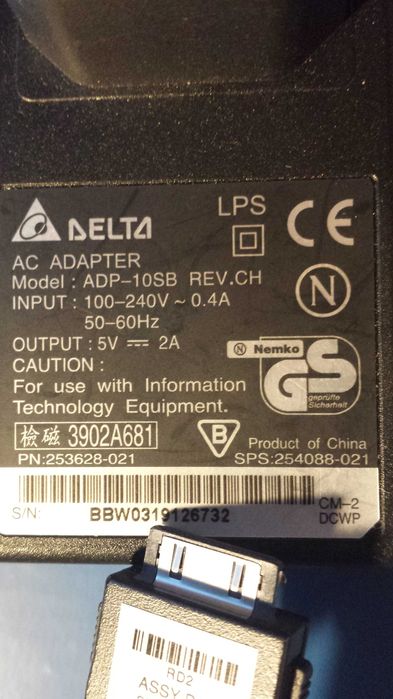 LPS
DELTA
AC ADAPTER
Model : ADP-10SB REV.CH
INPUT : 100-240V ~ 0.4A
50-60Hz
OUTPUT : 5V ⎓ 2A
CAUTION :
For use with Information
Technology Equipment.
N
N Nemko
GS
geprüfte
Sicherheit
檢磁 3902A681
B
Product of China
PN:253628-021
SPS:254088-021
S/N:
BBW0319126732
CM-2
DCWP
RD2